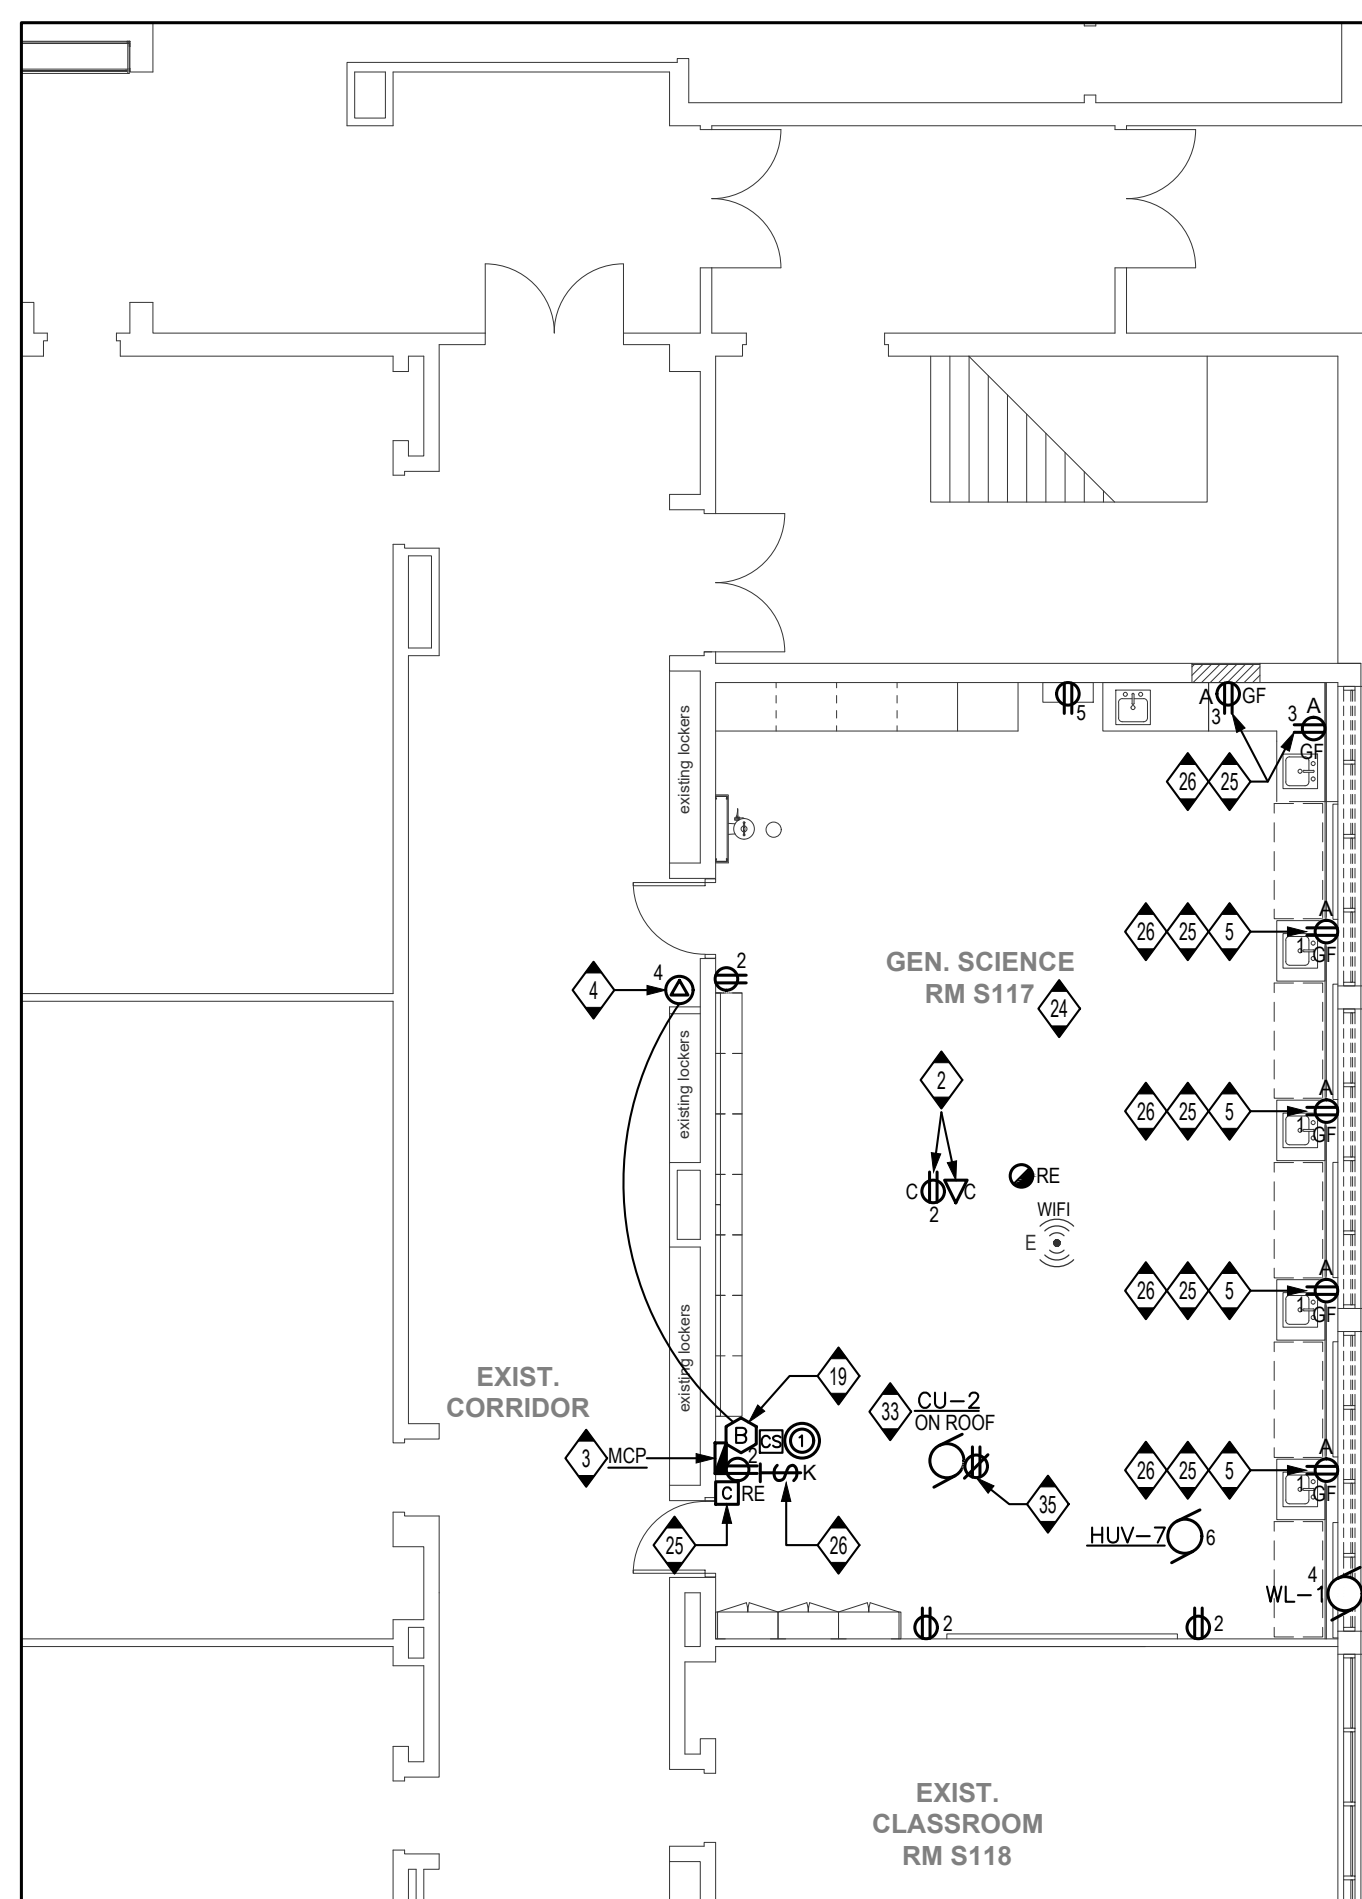 existing lockers
5
A
GF
3
3
A
GF
26
25
A
26
25
5
1
GF
GEN. SCIENCE
RM S117
24
2
4
4
existing lockers
2
A
26
25
5
1
GF
C
C
2
RE
WIFI
E
A
26
25
5
1
GF
existing lockers
EXIST.
CORRIDOR
19
33
CU-2
ON ROOF
B
CS
1
3
MCP
2
K
C
RE
A
26
25
5
1
GF
35
25
26
HUV-7
6
4
WL-1
2
2
EXIST.
CLASSROOM
RM S118